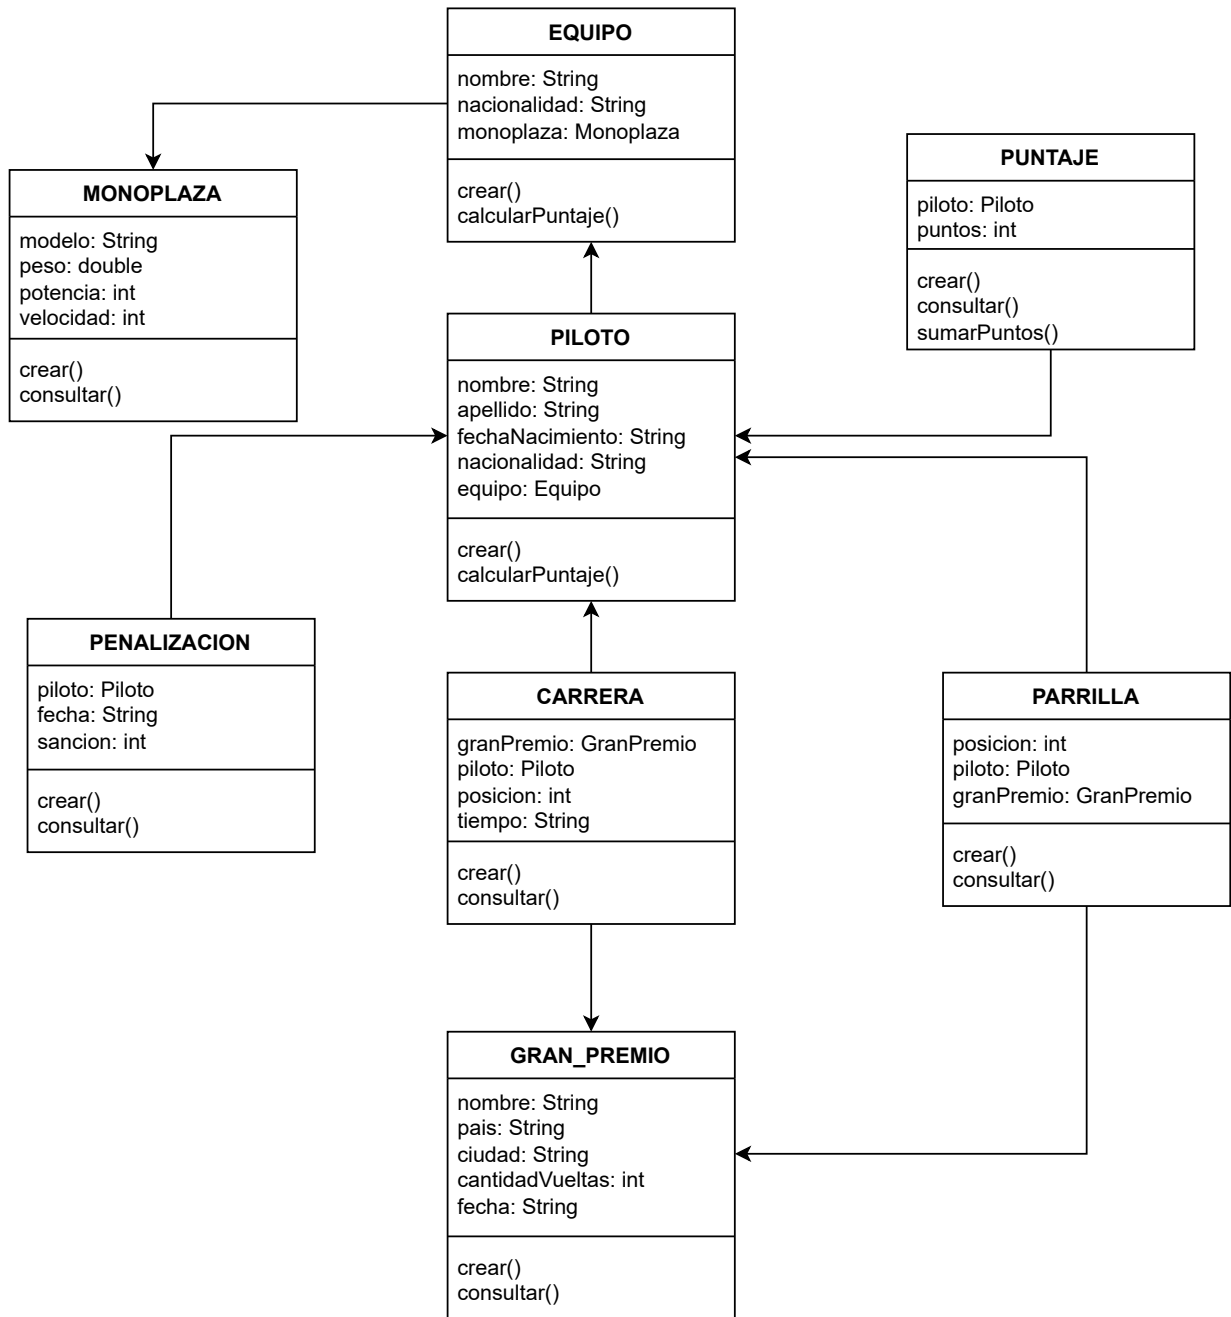 EQUIPO
nombre: String
nacionalidad: String
monoplaza: Monoplaza
crear()
calcularPuntaje()
MONOPLAZA
modelo: String
peso: double
potencia: int
velocidad: int
crear()
consultar()
PUNTAJE
piloto: Piloto
puntos: int
crear()
consultar()
sumarPuntos()
PILOTO
nombre: String
apellido: String
fechaNacimiento: String
nacionalidad: String
equipo: Equipo
crear()
calcularPuntaje()
PENALIZACION
piloto: Piloto
fecha: String
sancion: int
crear()
consultar()
CARRERA
granPremio: GranPremio
piloto: Piloto
posicion: int
tiempo: String
crear()
consultar()
PARRILLA
posicion: int
piloto: Piloto
granPremio: GranPremio
crear()
consultar()
GRAN_PREMIO
nombre: String
pais: String
ciudad: String
cantidadVueltas: int
fecha: String
crear()
consultar()